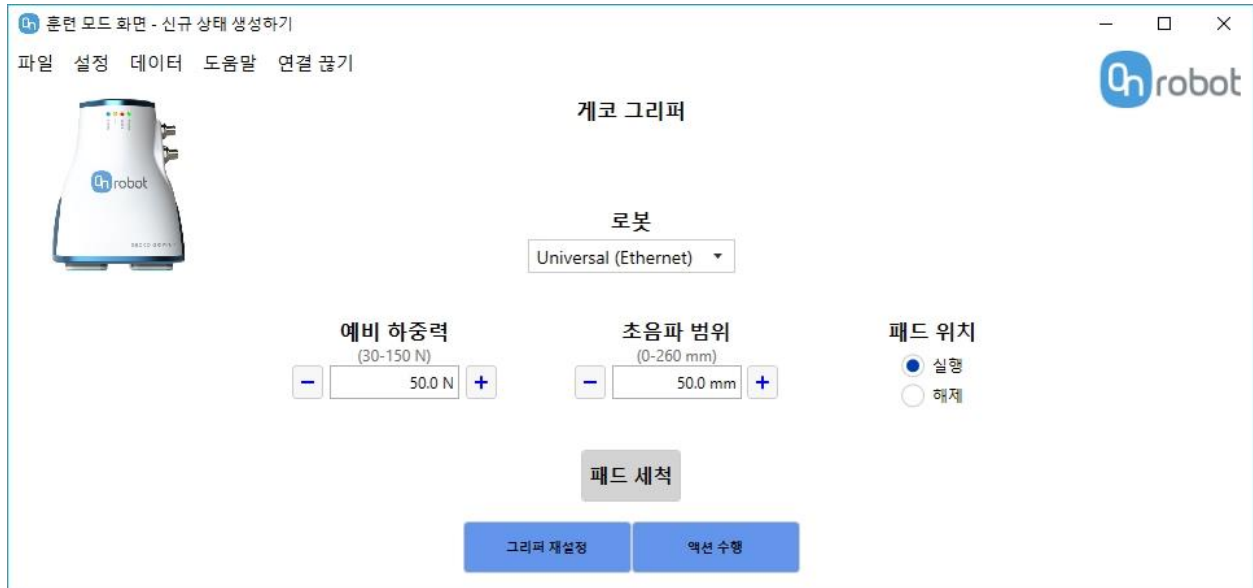 훈련 모드 화면 - 신규 상태 생성하기
파일 설정 데이터 도움말 연결 끊기
On robot
On robot
게코 그리퍼
로봇
Universal (Ethernet)
예비 하중력 초음파 범위 패드 위치
(30-150 N) (0-260 mm)
실행
− 50.0 N + − 50.0 mm +
해제
패드 세척
그리퍼 재설정 액션 수행